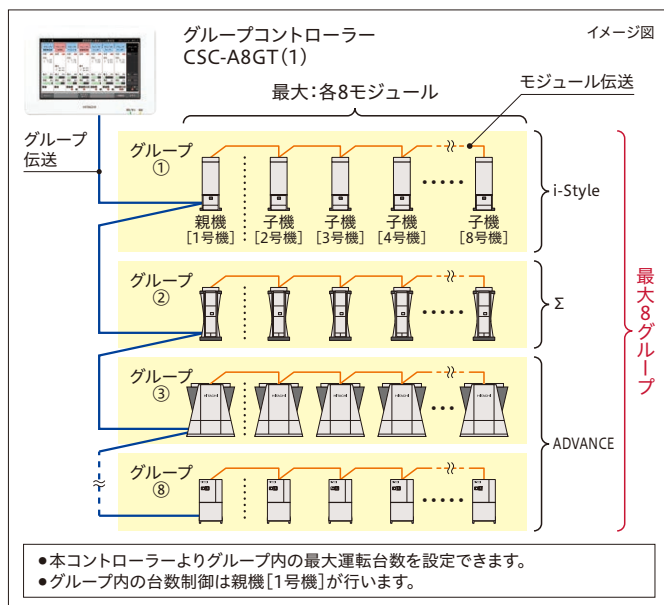 グループコントローラー
CSC-A8GT(1)
イメージ図
最大:各8モジュール
モジュール伝送
グループ
伝送
グループ
①
親機
[1号機]
子機
[2号機]
子機
[3号機]
子機
[4号機]
子機
[8号機]
i-Style
グループ
②
Σ
グループ
③
グループ
⑧
ADVANCE
最大8グループ
●本コントローラーよりグループ内の最大運転台数を設定できます。
●グループ内の台数制御は親機[1号機]が行います。